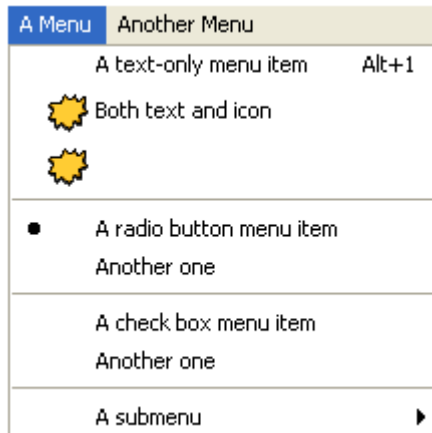 A Menu Another Menu
A text-only menu item Alt+1
Both text and icon
A radio button menu item
Another one
A check box menu item
Another one
A submenu